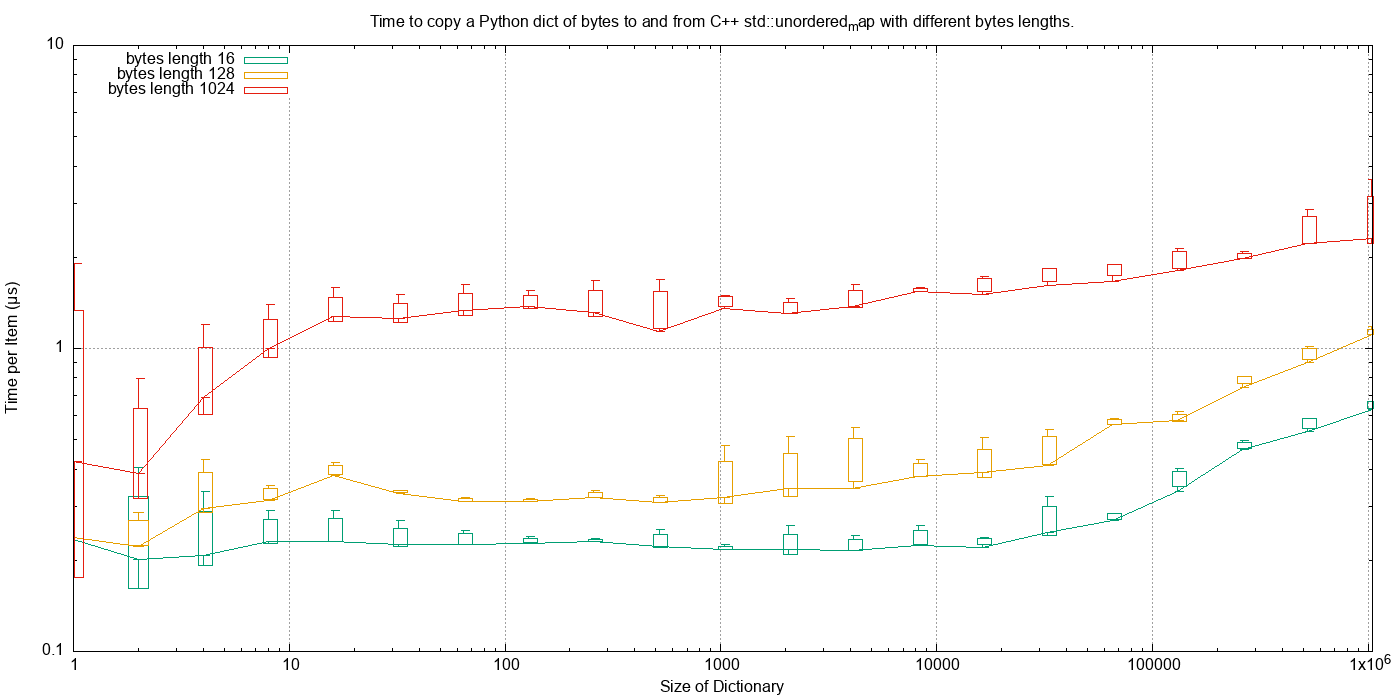 Time to copy a Python dict of bytes to and from C++ std::unordered_map with different bytes lengths.
10
bytes length 16
bytes length 128
bytes length 1024
Time per Item (µs)
1
0.1
1 10 100 1000 10000 100000 1x10^6
Size of Dictionary